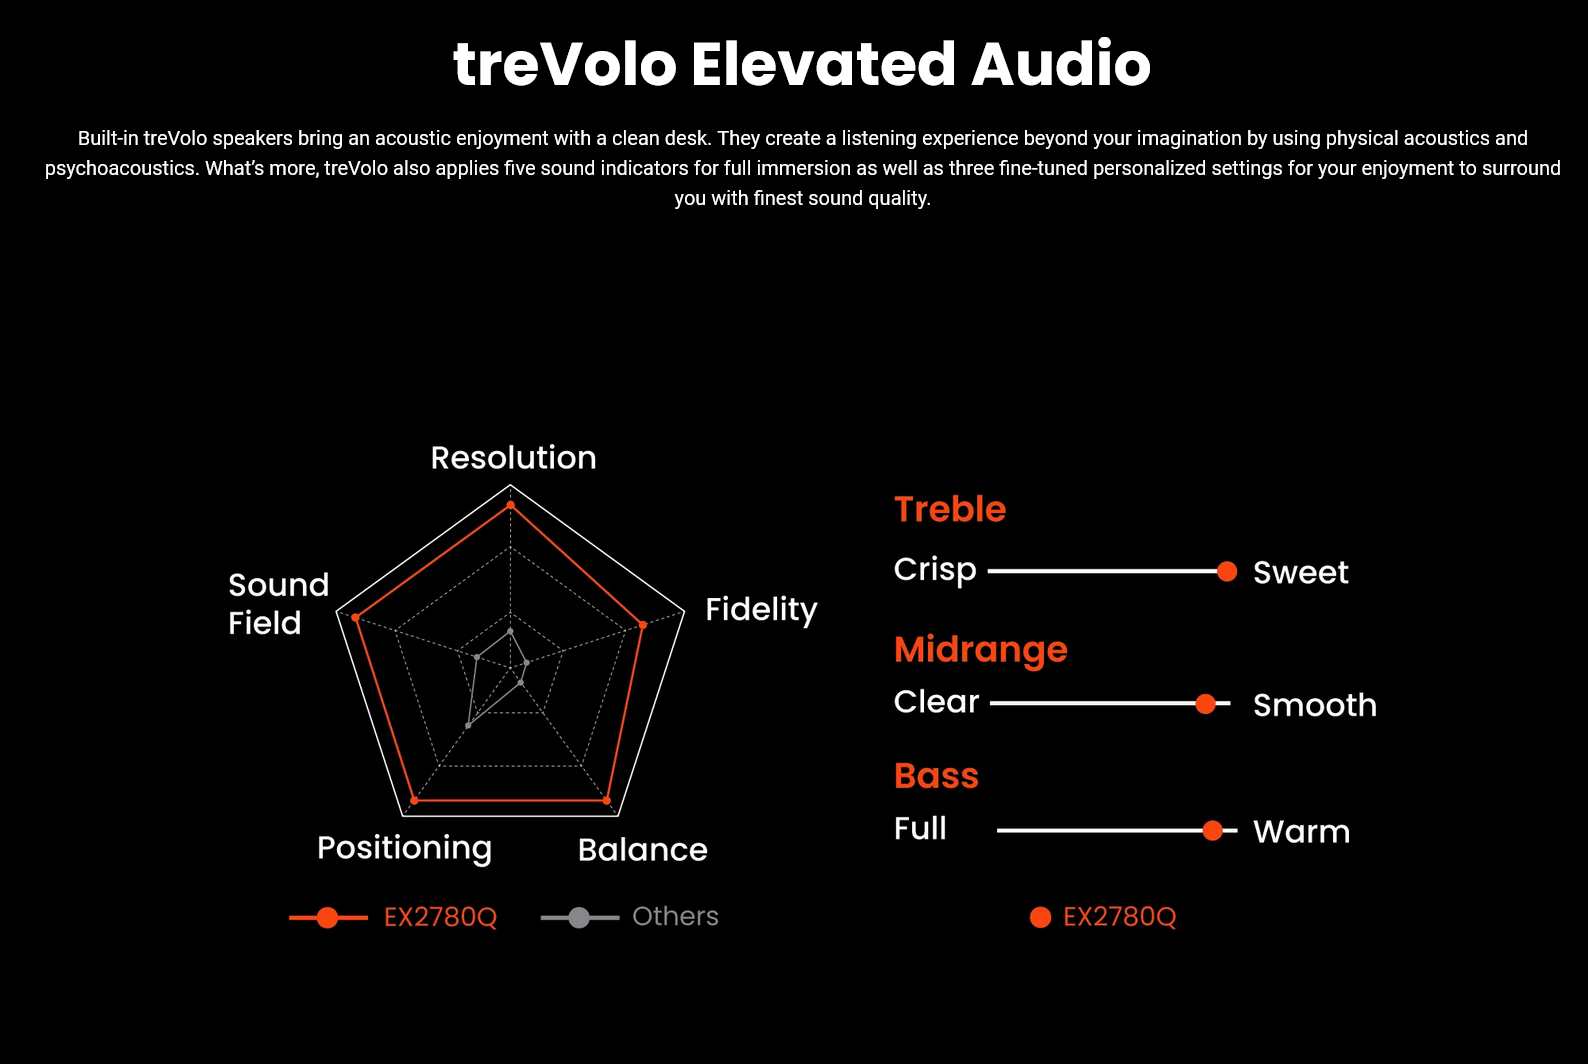 treVolo Elevated Audio
Built-in treVolo speakers bring an acoustic enjoyment with a clean desk. They create a listening experience beyond your imagination by using physical acoustics and
psychoacoustics. What’s more, treVolo also applies five sound indicators for full immersion as well as three fine-tuned personalized settings for your enjoyment to surround
you with finest sound quality.
Resolution
Sound
Field
Fidelity
Positioning
Balance
EX2780Q
Others
Treble
Crisp
Sweet
Midrange
Clear
Smooth
Bass
Full
Warm
EX2780Q